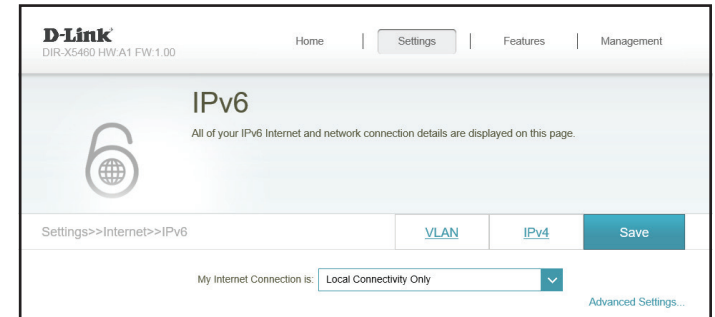 D-Link
DIR-X5460 HW:A1 FW:1.00
Home | Settings | Features | Management
IPv6
All of your IPv6 Internet and network connection details are displayed on this page.
Settings>>Internet>>IPv6 VLAN IPv4 Save
My Internet Connection is: Local Connectivity Only
Advanced Settings...